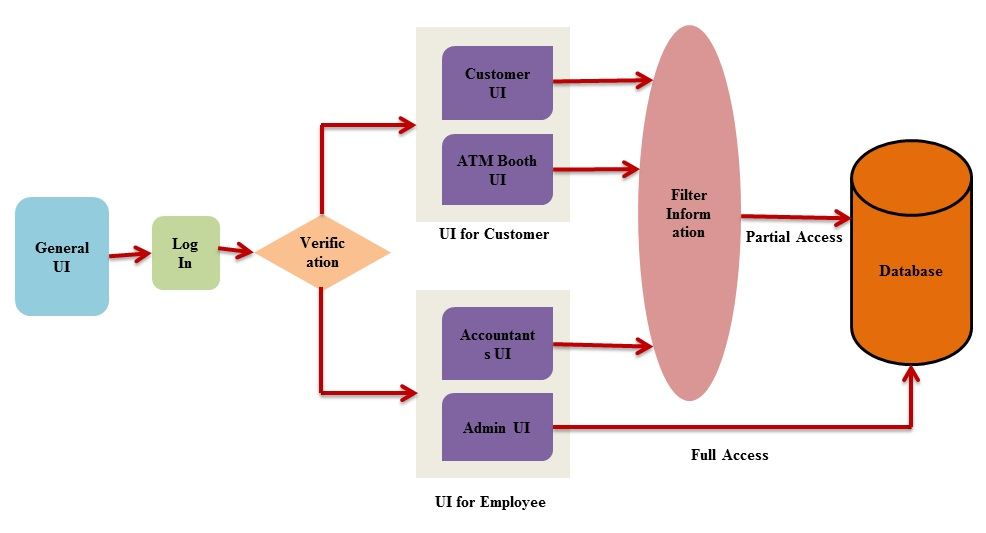 General
UI
Log
In
Verific
ation
Customer
UI
ATM Booth
UI
UI for Customer
Accountant
s UI
Admin UI
UI for Employee
Filter
Inform
ation
Partial Access
Full Access
Database